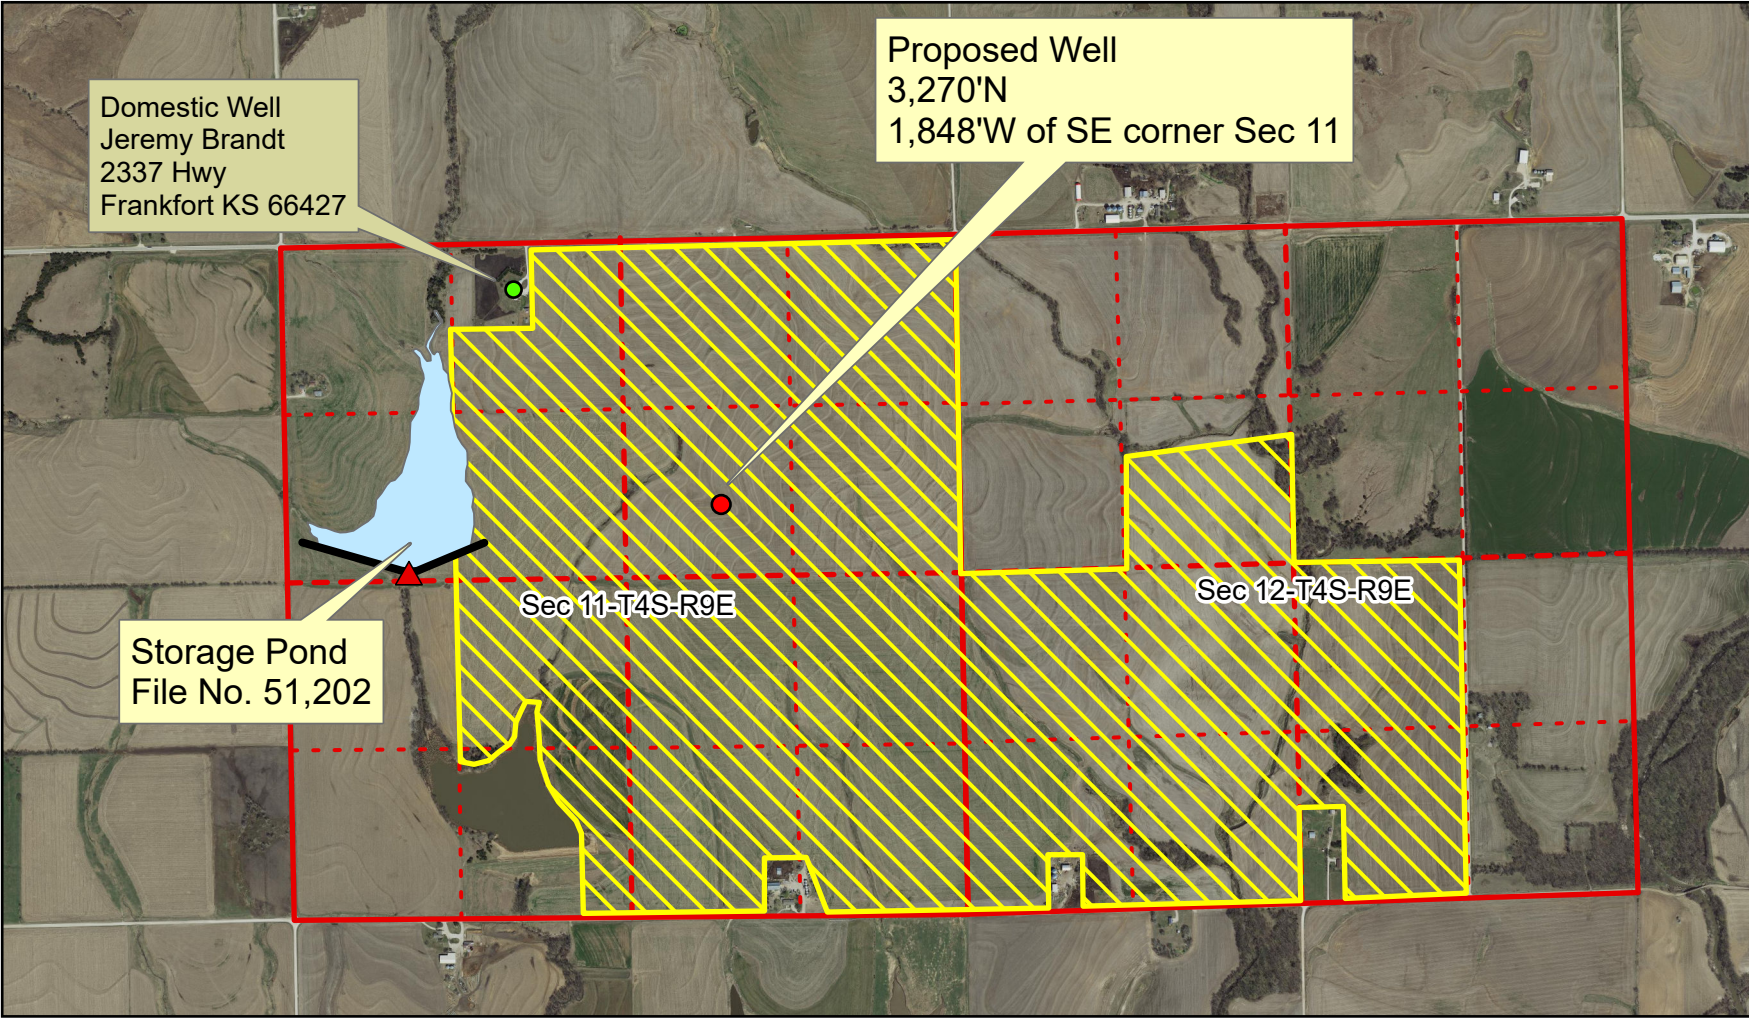 Proposed Well
3,270'N
1,848'W of SE corner Sec 11
Domestic Well
Jeremy Brandt
2337 Hwy
Frankfort KS 66427
Sec 11-T4S-R9E
Sec 12-T4S-R9E
Storage Pond
File No. 51,202